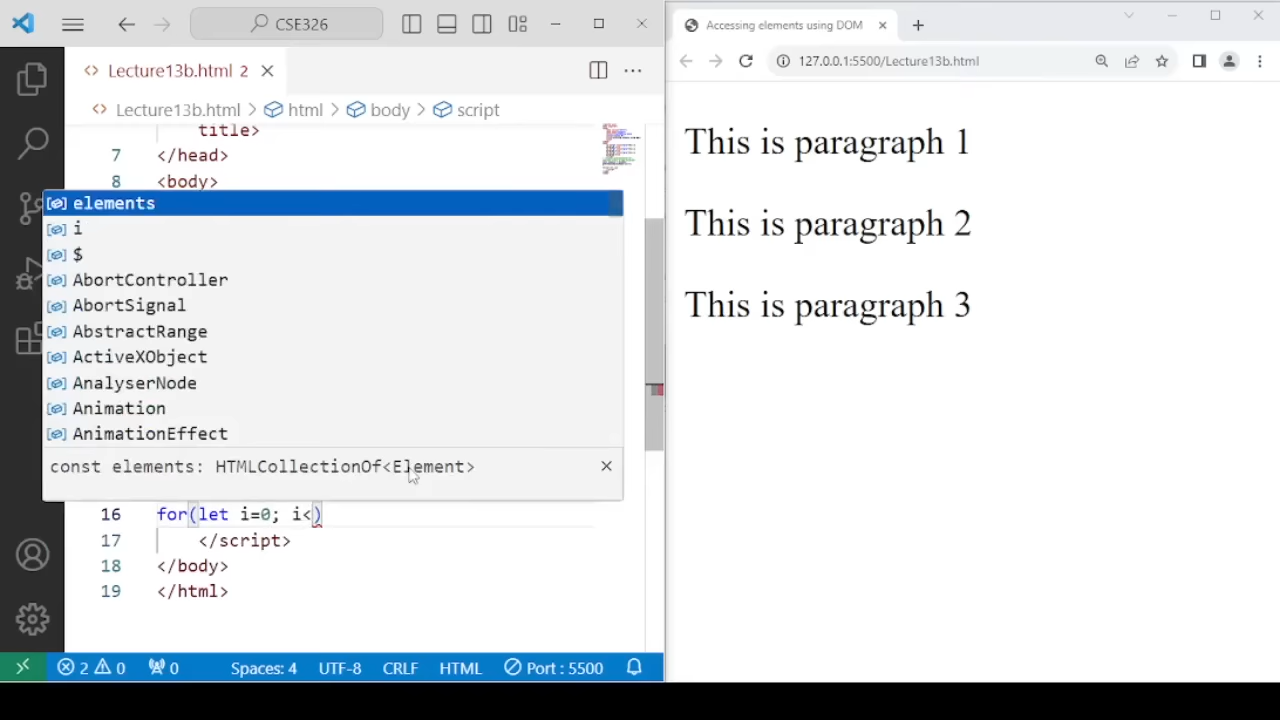 CSE326
Lecture13b.html 2
Lecture13b.html > html > body > script
title>
7 </head>
8 <body>
elements
i
$
AbortController
AbortSignal
AbstractRange
ActiveXObject
AnalyserNode
Animation
AnimationEffect
const elements: HTMLCollectionOf<Element>
16 for(let i=0; i<)
17 </script>
18 </body>
19 </html>
2 0 0 Spaces: 4 UTF-8 CRLF HTML Port : 5500
Accessing elements using DOM
127.0.0.1:5500/Lecture13b.html
This is paragraph 1
This is paragraph 2
This is paragraph 3